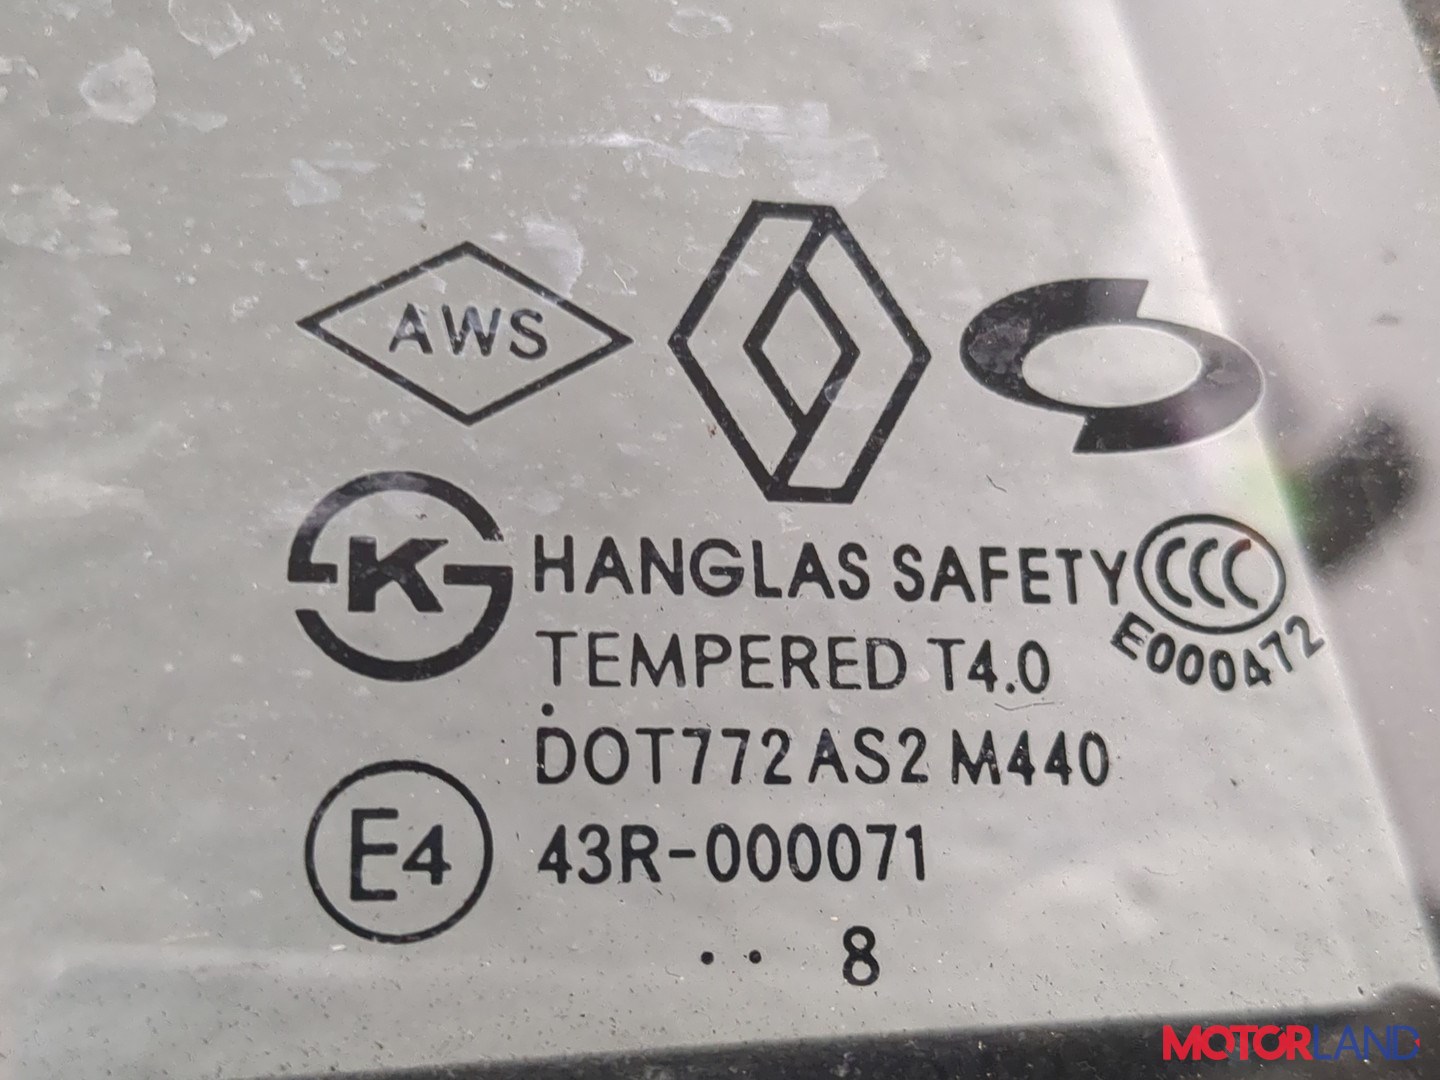 AWS
K
HANGLAS SAFETY
CCC
E000472
TEMPERED T4.0
DOT772 AS2 M440
E4
43R-000071
.. 8
MOTORLAND